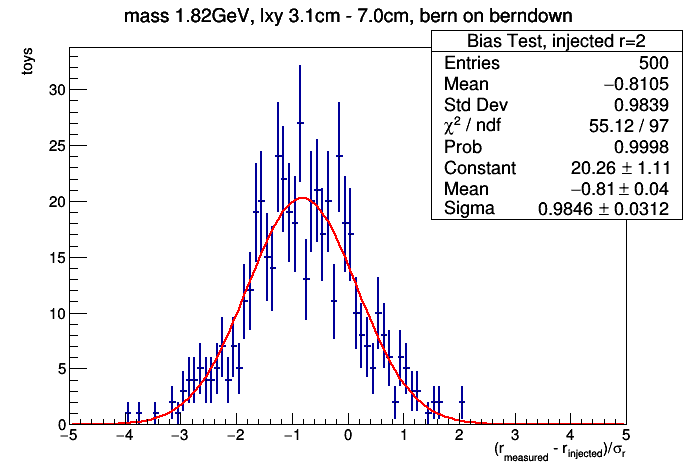 mass 1.82GeV, lxy 3.1cm - 7.0cm, bern on berndown
Bias Test, injected r=2
Entries 500
Mean −0.8105
Std Dev 0.9839
χ² / ndf 55.12 / 97
Prob 0.9998
Constant 20.26 ± 1.11
Mean −0.81 ± 0.04
Sigma 0.9846 ± 0.0312
toys
30
25
20
15
10
5
0
−5 −4 −3 −2 −1 0 1 2 3 4 5
(r_measured - r_injected)/σ_r